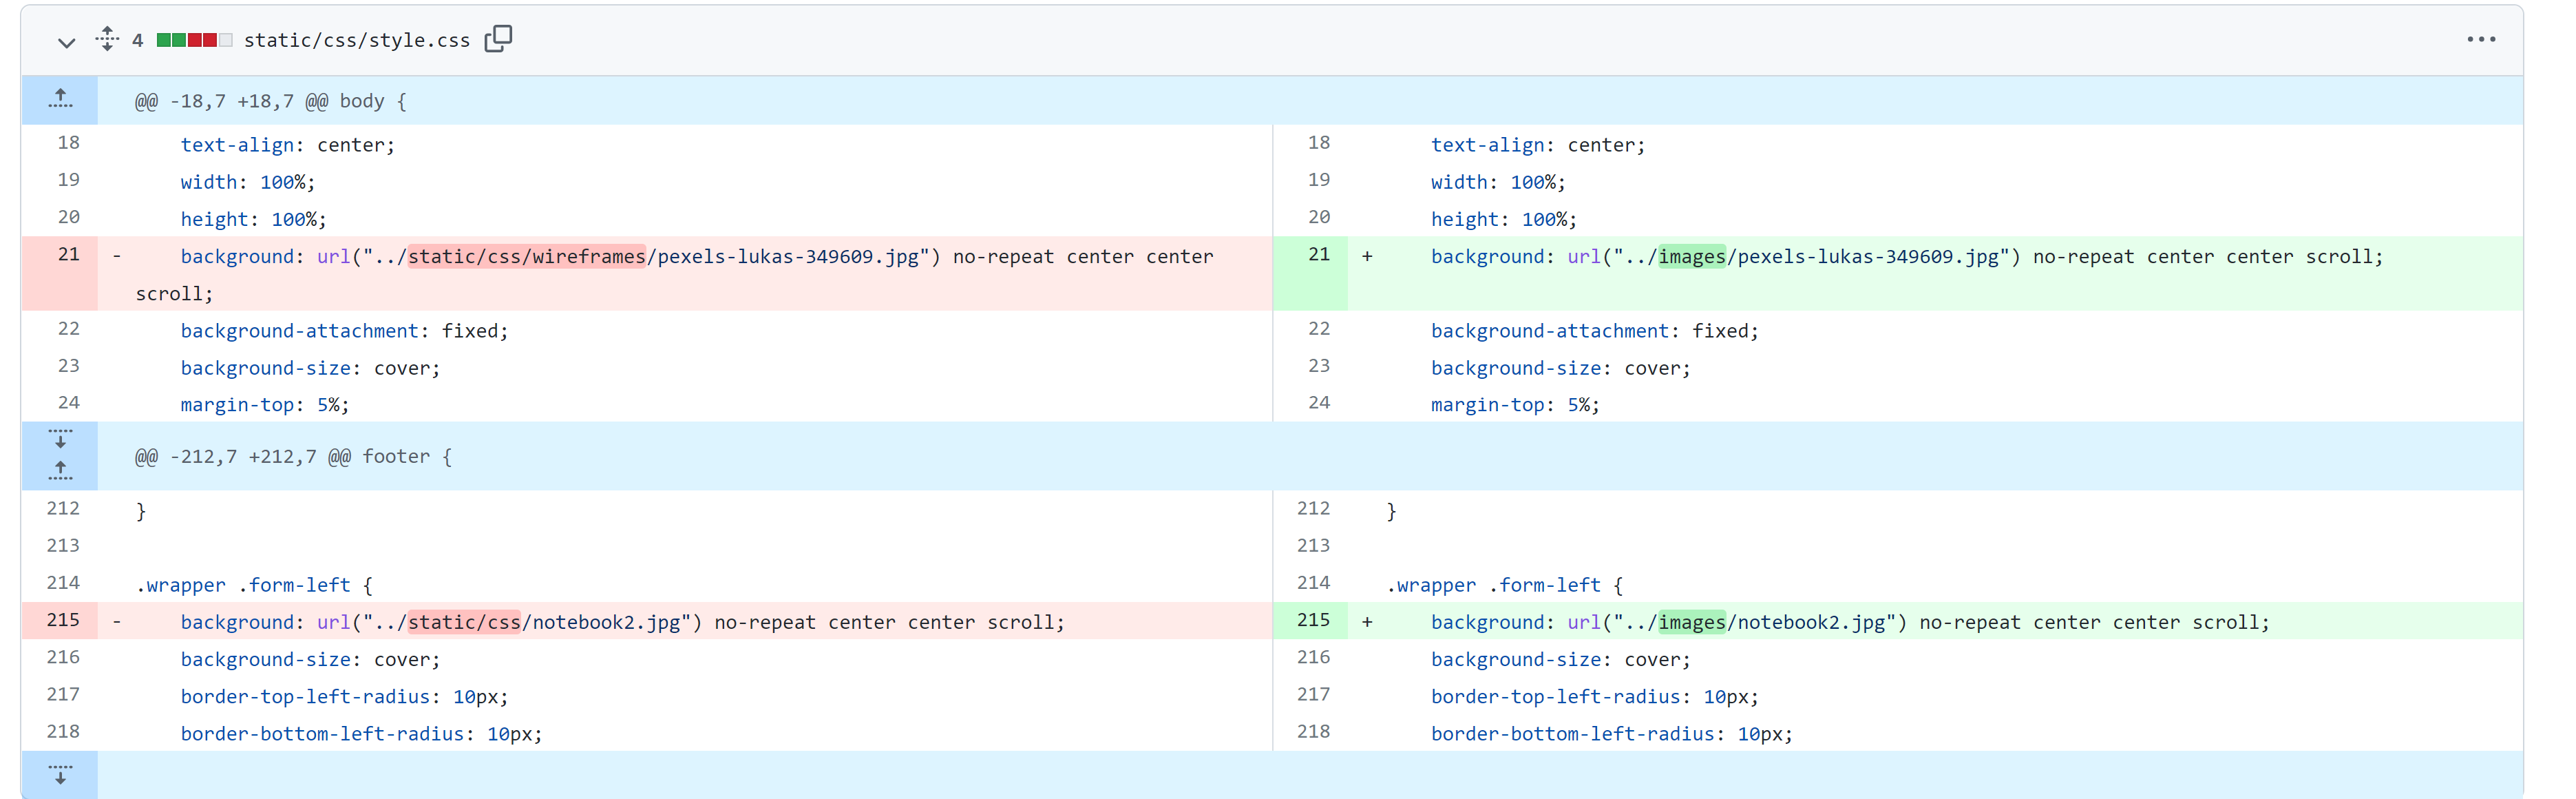 4 static/css/style.css
@@ -18,7 +18,7 @@ body {
18 text-align: center; 18 text-align: center;
19 width: 100%; 19 width: 100%;
20 height: 100%; 20 height: 100%;
21 - background: url("../static/css/wireframes/pexels-lukas-349609.jpg") no-repeat center center 21 + background: url("../images/pexels-lukas-349609.jpg") no-repeat center center scroll;
scroll;
22 background-attachment: fixed; 22 background-attachment: fixed;
23 background-size: cover; 23 background-size: cover;
24 margin-top: 5%; 24 margin-top: 5%;
@@ -212,7 +212,7 @@ footer {
212 } 212 }
213 213
214 .wrapper .form-left { 214 .wrapper .form-left {
215 - background: url("../static/css/notebook2.jpg") no-repeat center center scroll; 215 + background: url("../images/notebook2.jpg") no-repeat center center scroll;
216 background-size: cover; 216 background-size: cover;
217 border-top-left-radius: 10px; 217 border-top-left-radius: 10px;
218 border-bottom-left-radius: 10px; 218 border-bottom-left-radius: 10px;